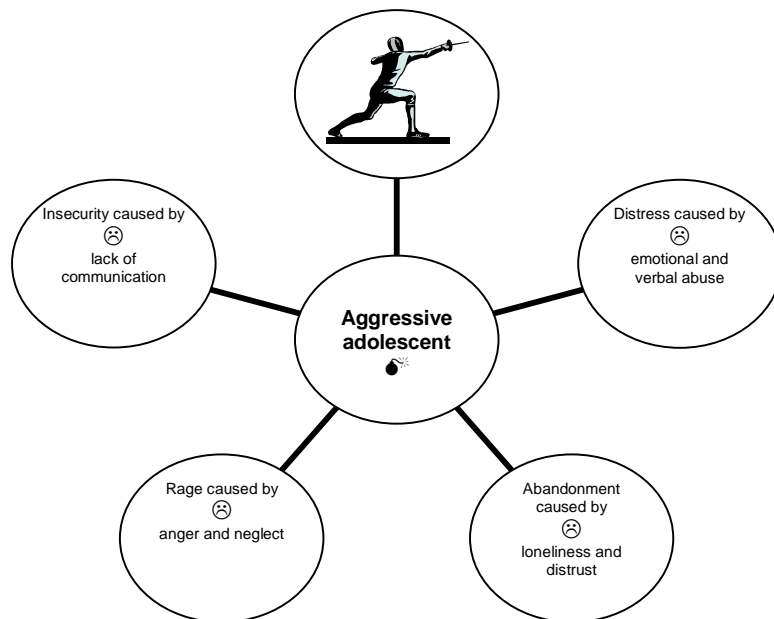 Insecurity caused by
☹
lack of
communication
Distress caused by
☹
emotional and
verbal abuse
Aggressive
adolescent
💣
Rage caused by
☹
anger and neglect
Abandonment
caused by
☹
loneliness and
distrust